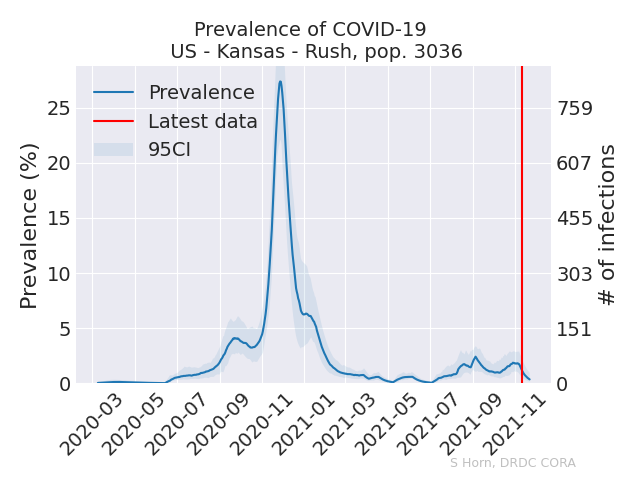 Prevalence of COVID-19
US - Kansas - Rush, pop. 3036
Prevalence
Latest data
95CI
Prevalence (%)
25
20
15
10
5
0
759
607
455
303
151
0
# of infections
2020-03
2020-05
2020-07
2020-09
2020-11
2021-01
2021-03
2021-05
2021-07
2021-09
2021-11
S Horn, DRDC CORA